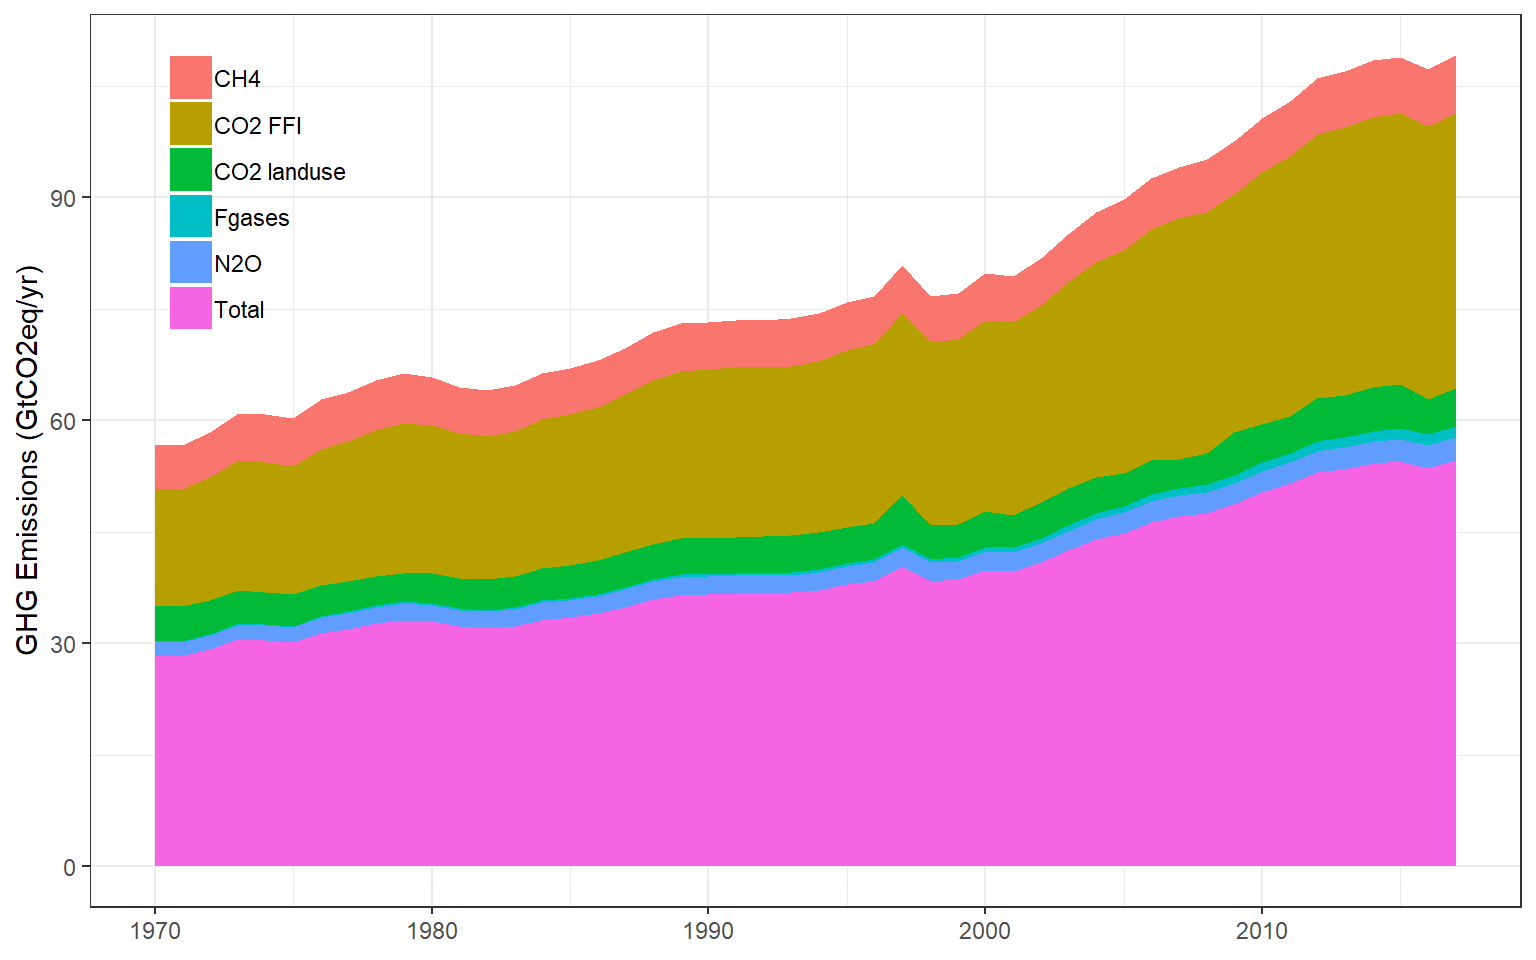 CH4
CO2 FFI
CO2 landuse
Fgases
N2O
Total
GHG Emissions (GtCO2eq/yr)
90
60
30
0
1970 1980 1990 2000 2010